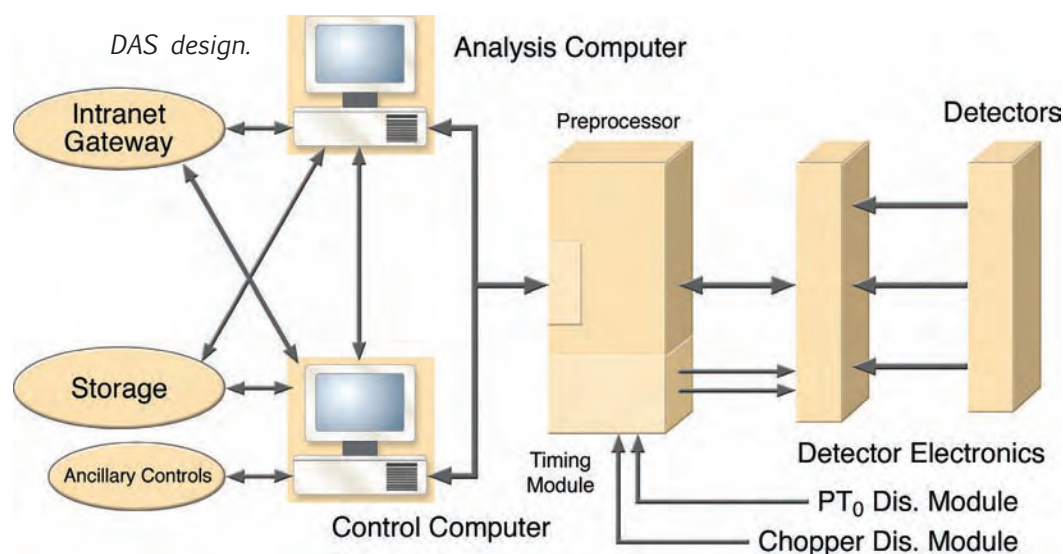 DAS design.
Analysis Computer
Intranet
Gateway
Preprocessor
Detectors
Storage
Ancillary Controls
Timing
Module
Detector Electronics
Control Computer
PT₀ Dis. Module
Chopper Dis. Module